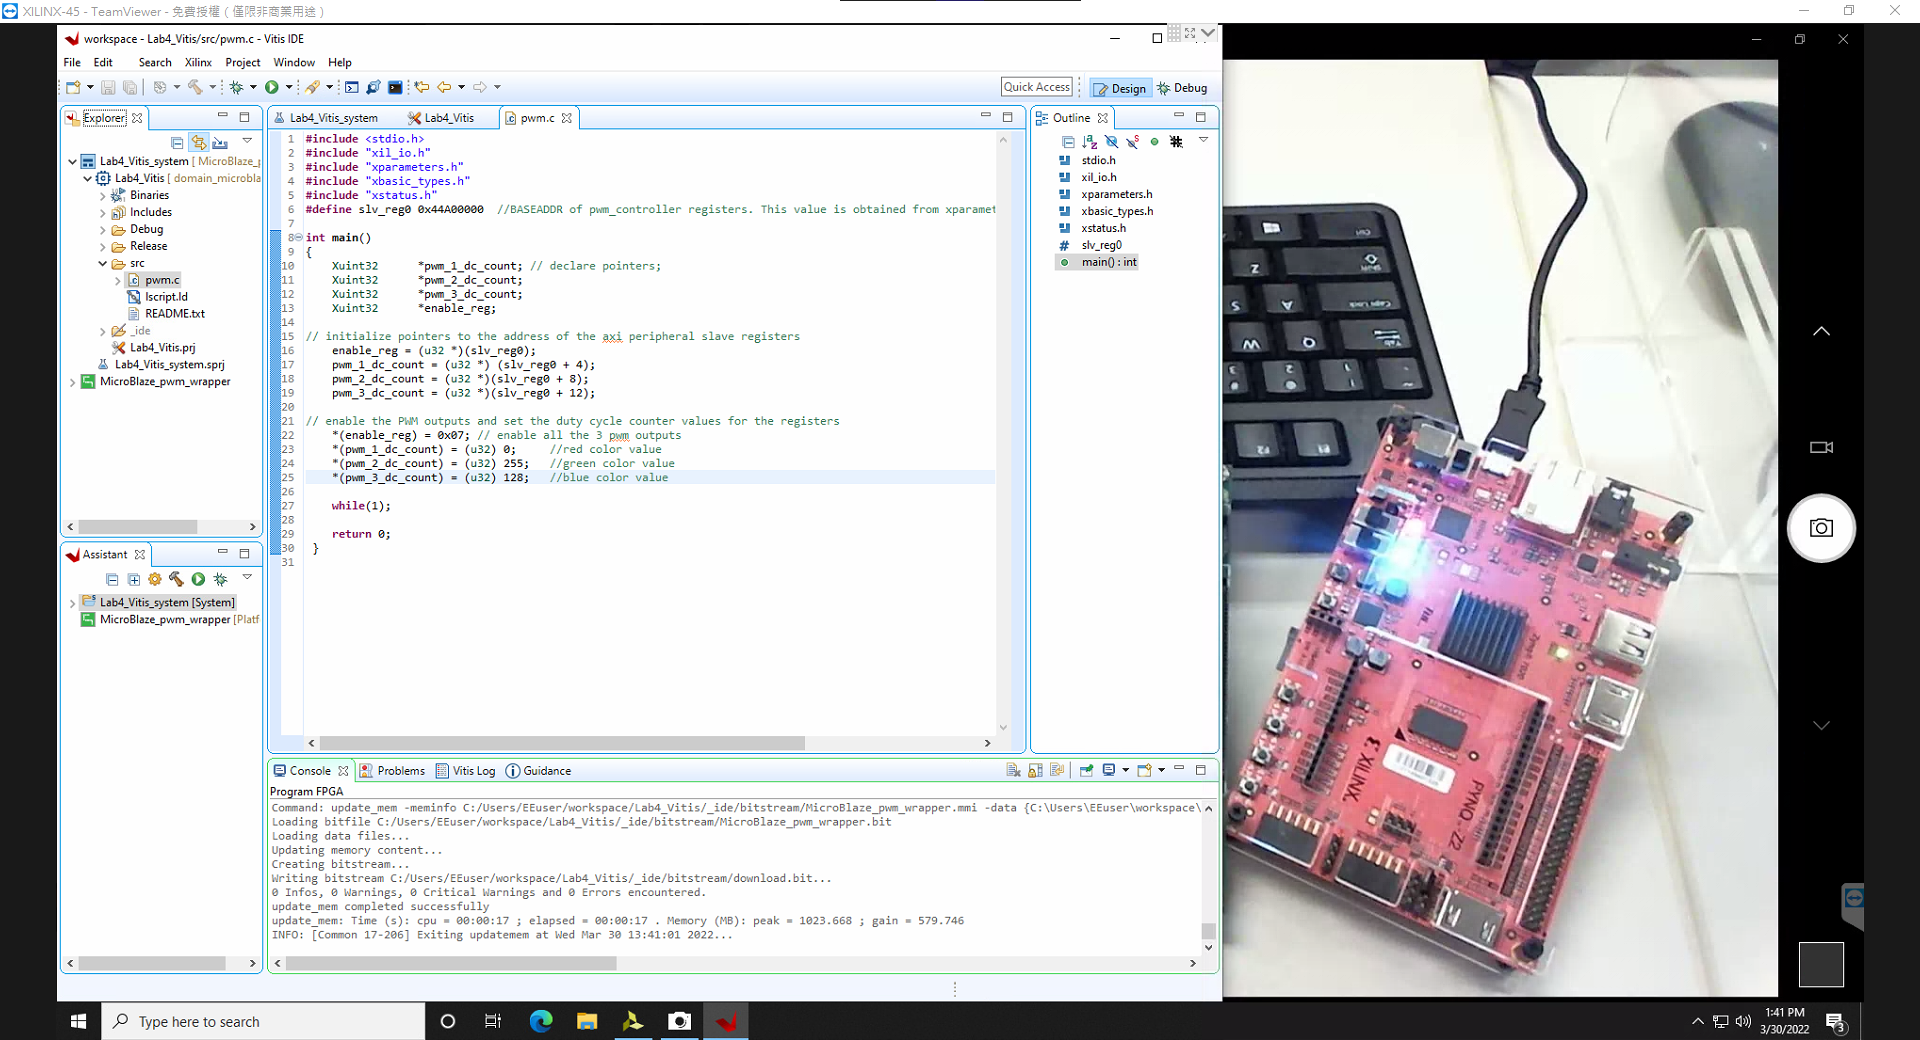 XILINX-45 - TeamViewer - 免費授權 ( 僅限非商業用途 )
workspace - Lab4_Vitis/src/pwm.c - Vitis IDE
File Edit Search Xilinx Project Window Help
Quick Access Design Debug
Explorer
Lab4_Vitis_system [ MicroBlaze_p
Lab4_Vitis [ domain_microbla
Binaries
Includes
Debug
Release
src
pwm.c
lscript.ld
README.txt
_ide
Lab4_Vitis.prj
Lab4_Vitis_system.sprj
MicroBlaze_pwm_wrapper
Assistant
Lab4_Vitis_system [System]
MicroBlaze_pwm_wrapper [Platf
Lab4_Vitis_system Lab4_Vitis pwm.c
1 #include <stdio.h>
2 #include "xil_io.h"
3 #include "xparameters.h"
4 #include "xbasic_types.h"
5 #include "xstatus.h"
6 #define slv_reg0 0x44A00000 //BASEADDR of pwm_controller registers. This value is obtained from xparamet
7
8 int main()
9 {
10 Xuint32 *pwm_1_dc_count; // declare pointers;
11 Xuint32 *pwm_2_dc_count;
12 Xuint32 *pwm_3_dc_count;
13 Xuint32 *enable_reg;
14
15 // initialize pointers to the address of the axi peripheral slave registers
16 enable_reg = (u32 *)(slv_reg0);
17 pwm_1_dc_count = (u32 *) (slv_reg0 + 4);
18 pwm_2_dc_count = (u32 *)(slv_reg0 + 8);
19 pwm_3_dc_count = (u32 *)(slv_reg0 + 12);
20
21 // enable the PWM outputs and set the duty cycle counter values for the registers
22 *(enable_reg) = 0x07; // enable all the 3 pwm outputs
23 *(pwm_1_dc_count) = (u32) 0; //red color value
24 *(pwm_2_dc_count) = (u32) 255; //green color value
25 *(pwm_3_dc_count) = (u32) 128; //blue color value
26
27 while(1);
28
29 return 0;
30 }
31
Outline
stdio.h
xil_io.h
xparameters.h
xbasic_types.h
xstatus.h
slv_reg0
main() : int
Console Problems Vitis Log Guidance
Program FPGA
Command: update_mem -meminfo C:/Users/EEuser/workspace/Lab4_Vitis/_ide/bitstream/MicroBlaze_pwm_wrapper.mmi -data {C:\Users\EEuser\workspace\
Loading bitfile C:/Users/EEuser/workspace/Lab4_Vitis/_ide/bitstream/MicroBlaze_pwm_wrapper.bit
Loading data files...
Updating memory content...
Creating bitstream...
Writing bitstream C:/Users/EEuser/workspace/Lab4_Vitis/_ide/bitstream/download.bit...
0 Infos, 0 Warnings, 0 Critical Warnings and 0 Errors encountered.
update_mem completed successfully
update_mem: Time (s): cpu = 00:00:17 ; elapsed = 00:00:17 . Memory (MB): peak = 1023.668 ; gain = 579.746
INFO: [Common 17-206] Exiting updatemem at Wed Mar 30 13:41:01 2022...
Ctrl
Caps Lock
Tab
Z
A
S
Q
W
1
2
3
F1
F2
XILINX
PYNQ-Z2
Type here to search
1:41 PM
3/30/2022
3